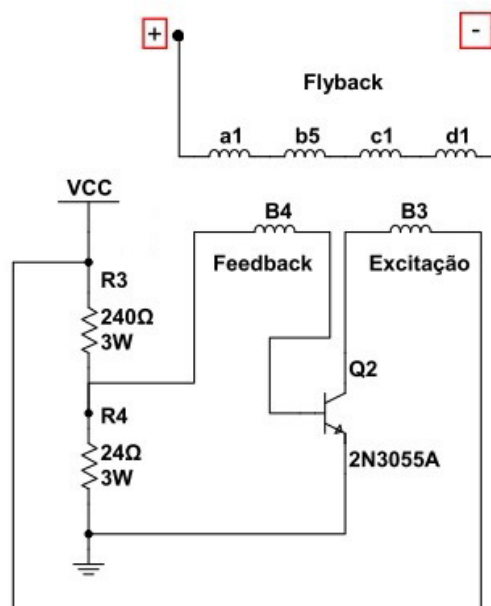 +
-
Flyback
a1 b5 c1 d1
VCC
B4 B3
Feedback Excitação
R3
240Ω
3W
Q2
R4
24Ω
3W
2N3055A